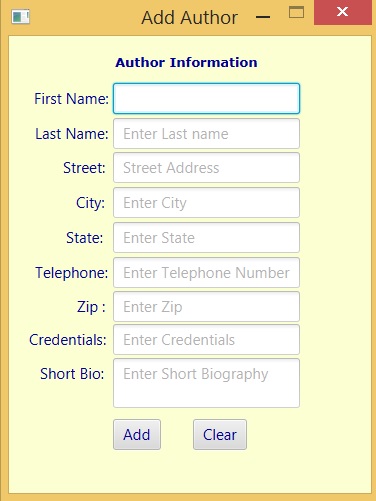 Add Author
Author Information
First Name:
Last Name: Enter Last name
Street: Street Address
City: Enter City
State: Enter State
Telephone: Enter Telephone Number
Zip : Enter Zip
Credentials: Enter Credentials
Short Bio: Enter Short Biography
Add Clear